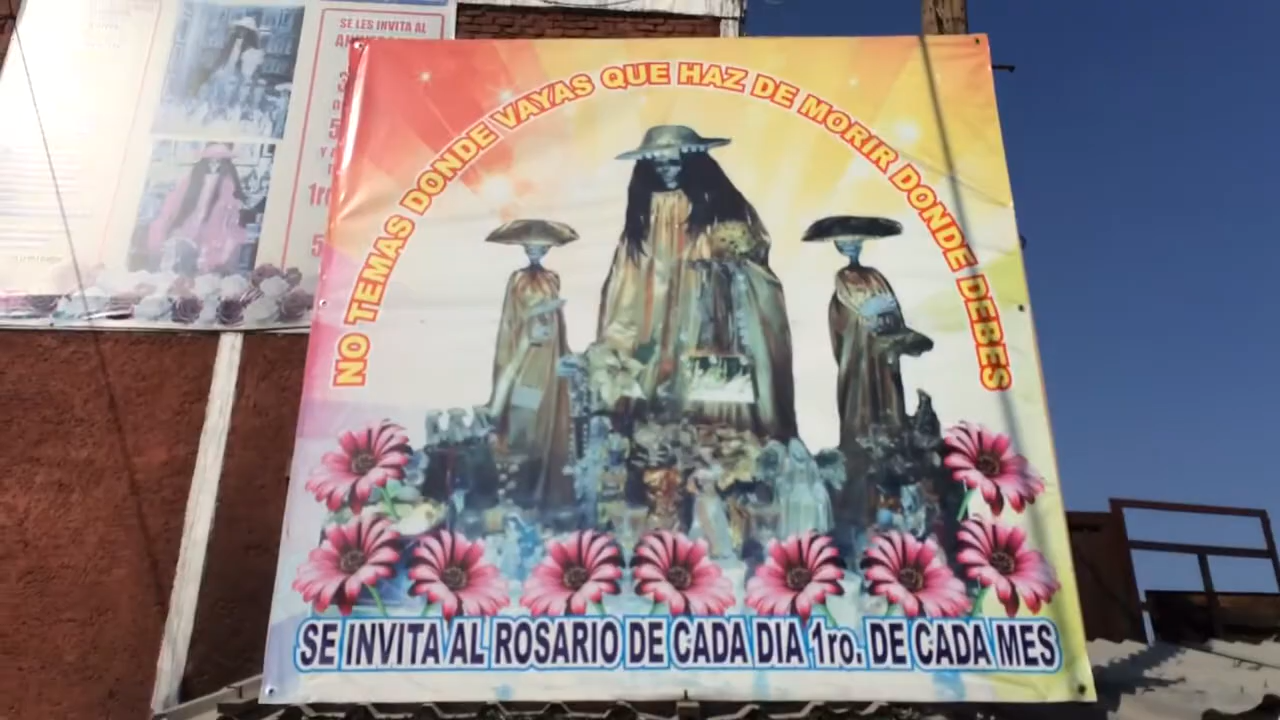 SE LES INVITA AL
NO TEMAS DONDE VAYAS QUE HAZ DE MORIR DONDE DEBES
SE INVITA AL ROSARIO DE CADA DIA 1ro. DE CADA MES